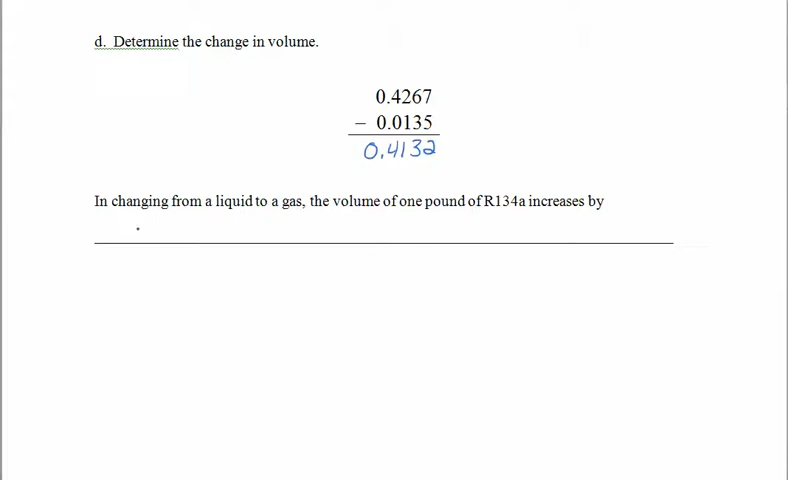 d. Determine the change in volume.
0.4267
– 0.0135
0.4132
In changing from a liquid to a gas, the volume of one pound of R134a increases by